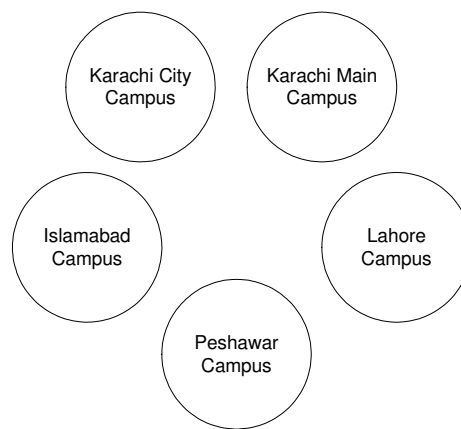 Karachi City
Campus
Karachi Main
Campus
Islamabad
Campus
Lahore
Campus
Peshawar
Campus